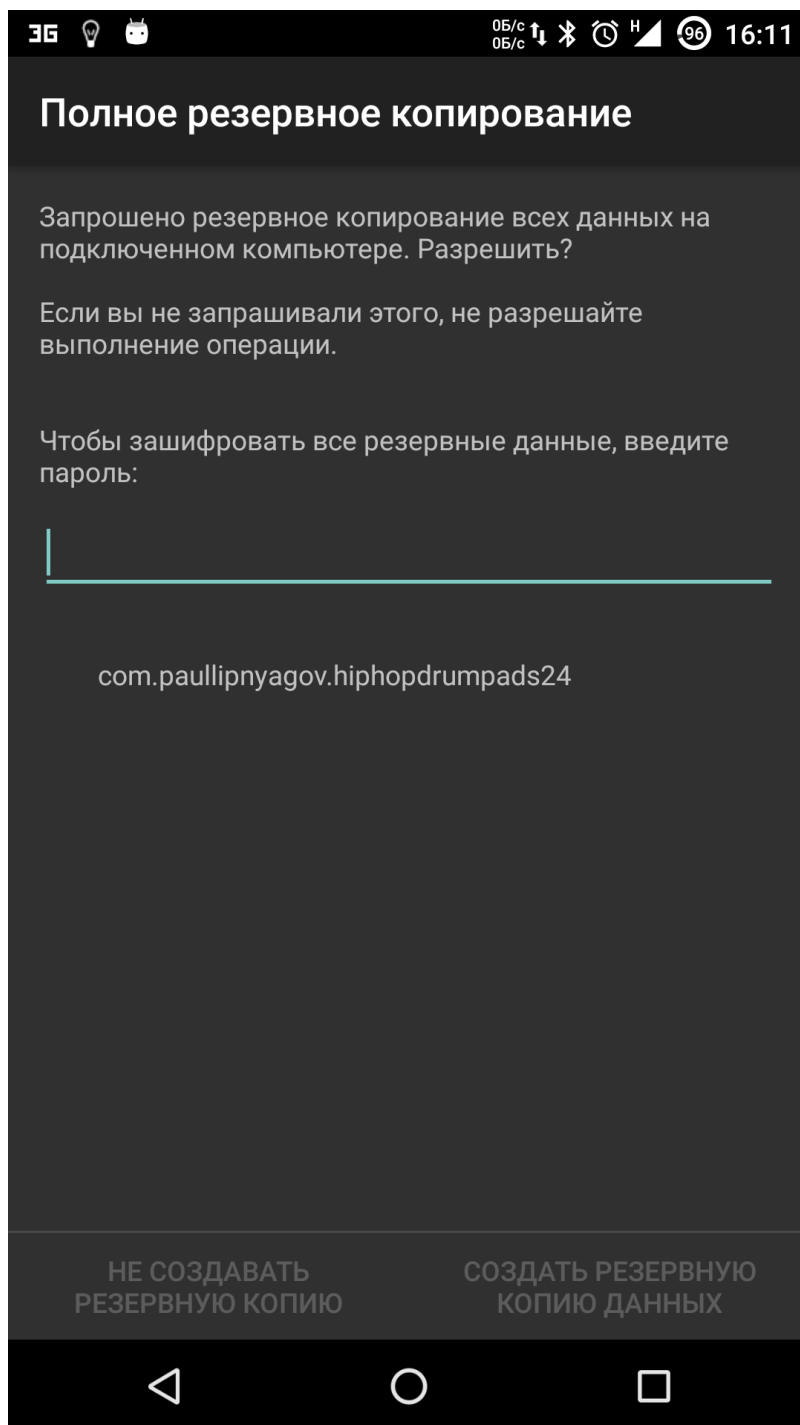 3G
0Б/с
0Б/с
H
96
16:11
Полное резервное копирование
Запрошено резервное копирование всех данных на
подключенном компьютере. Разрешить?
Если вы не запрашивали этого, не разрешайте
выполнение операции.
Чтобы зашифровать все резервные данные, введите
пароль:
com.paullipnyagov.hiphopdrumpads24
НЕ СОЗДАВАТЬ
РЕЗЕРВНУЮ КОПИЮ
СОЗДАТЬ РЕЗЕРВНУЮ
КОПИЮ ДАННЫХ